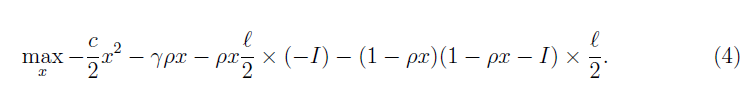 max_x −c/2 x² − γρx − ρx ℓ/2 × (−I) − (1 − ρx)(1 − ρx − I) × ℓ/2. (4)